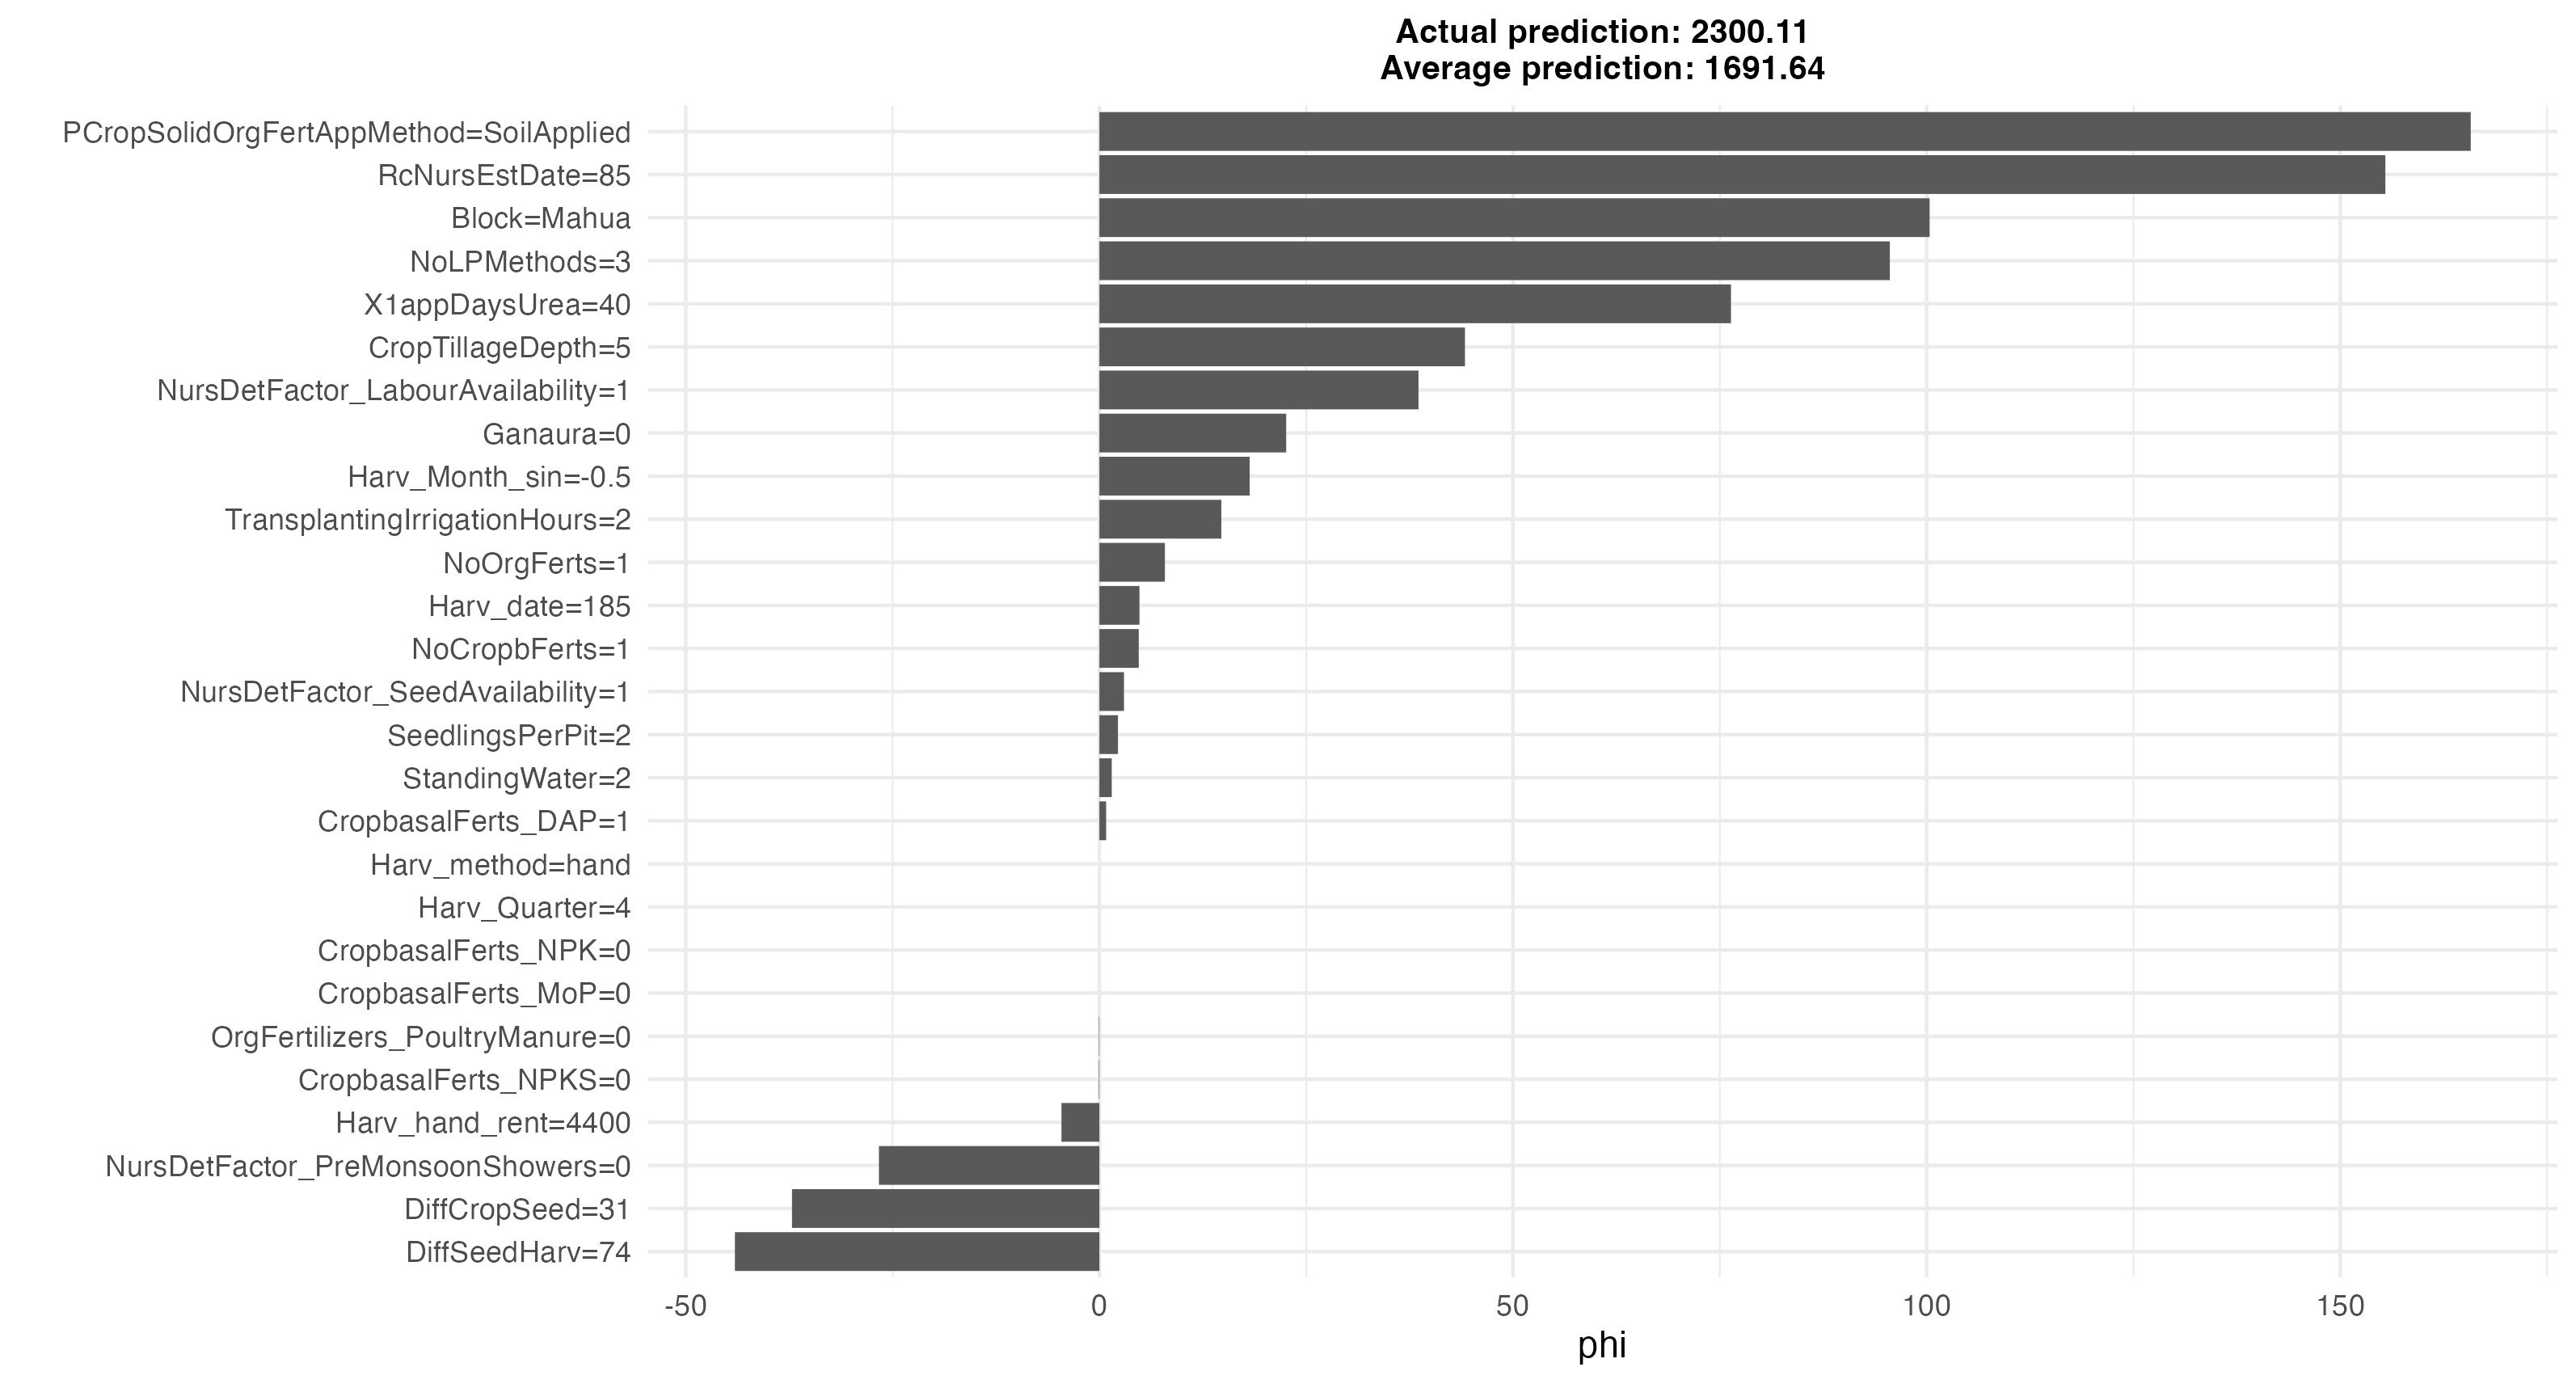 Actual prediction: 2300.11
Average prediction: 1691.64
PCropSolidOrgFertAppMethod=SoilApplied
RcNursEstDate=85
Block=Mahua
NoLPMethods=3
X1appDaysUrea=40
CropTillageDepth=5
NursDetFactor_LabourAvailability=1
Ganaura=0
Harv_Month_sin=-0.5
TransplantingIrrigationHours=2
NoOrgFerts=1
Harv_date=185
NoCropbFerts=1
NursDetFactor_SeedAvailability=1
SeedlingsPerPit=2
StandingWater=2
CropbasalFerts_DAP=1
Harv_method=hand
Harv_Quarter=4
CropbasalFerts_NPK=0
CropbasalFerts_MoP=0
OrgFertilizers_PoultryManure=0
CropbasalFerts_NPKS=0
Harv_hand_rent=4400
NursDetFactor_PreMonsoonShowers=0
DiffCropSeed=31
DiffSeedHarv=74
-50 0 50 100 150
phi